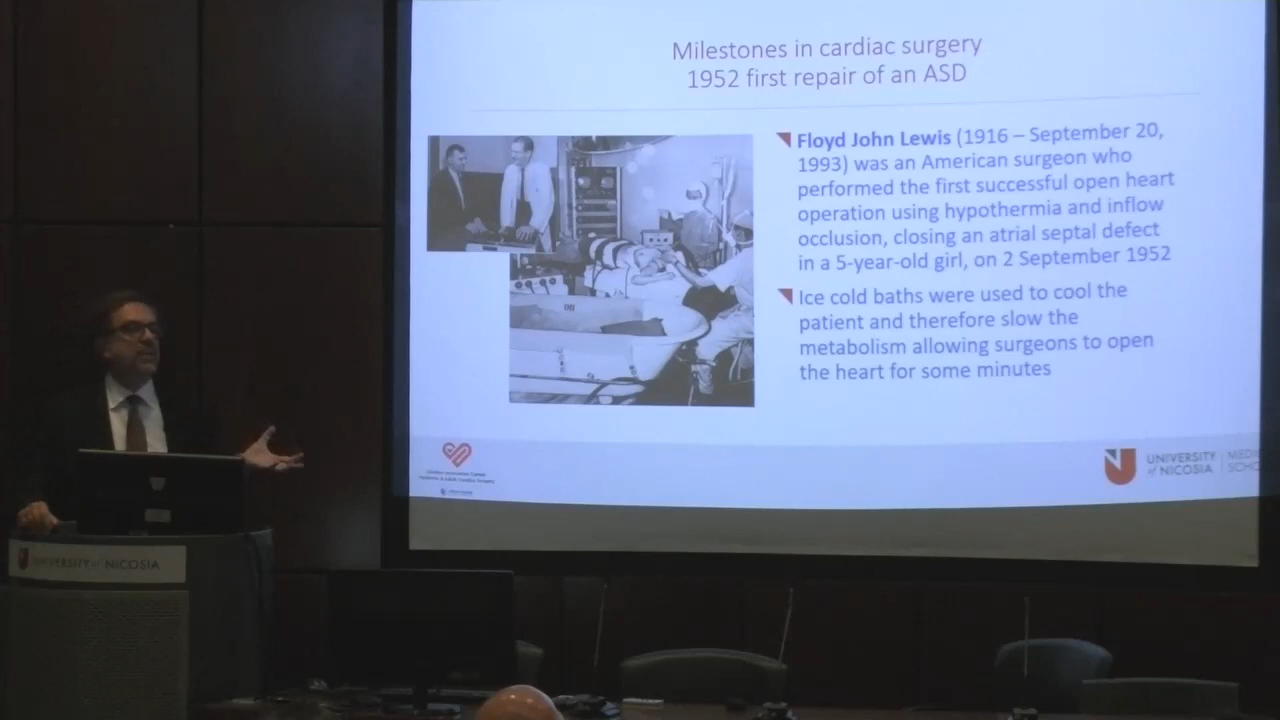 Milestones in cardiac surgery
1952 first repair of an ASD
Floyd John Lewis (1916 – September 20,
1993) was an American surgeon who
performed the first successful open heart
operation using hypothermia and inflow
occlusion, closing an atrial septal defect
in a 5-year-old girl, on 2 September 1952
Ice cold baths were used to cool the
patient and therefore slow the
metabolism allowing surgeons to open
the heart for some minutes
UNIVERSITY
of NICOSIA
UNIVERSITY of NICOSIA